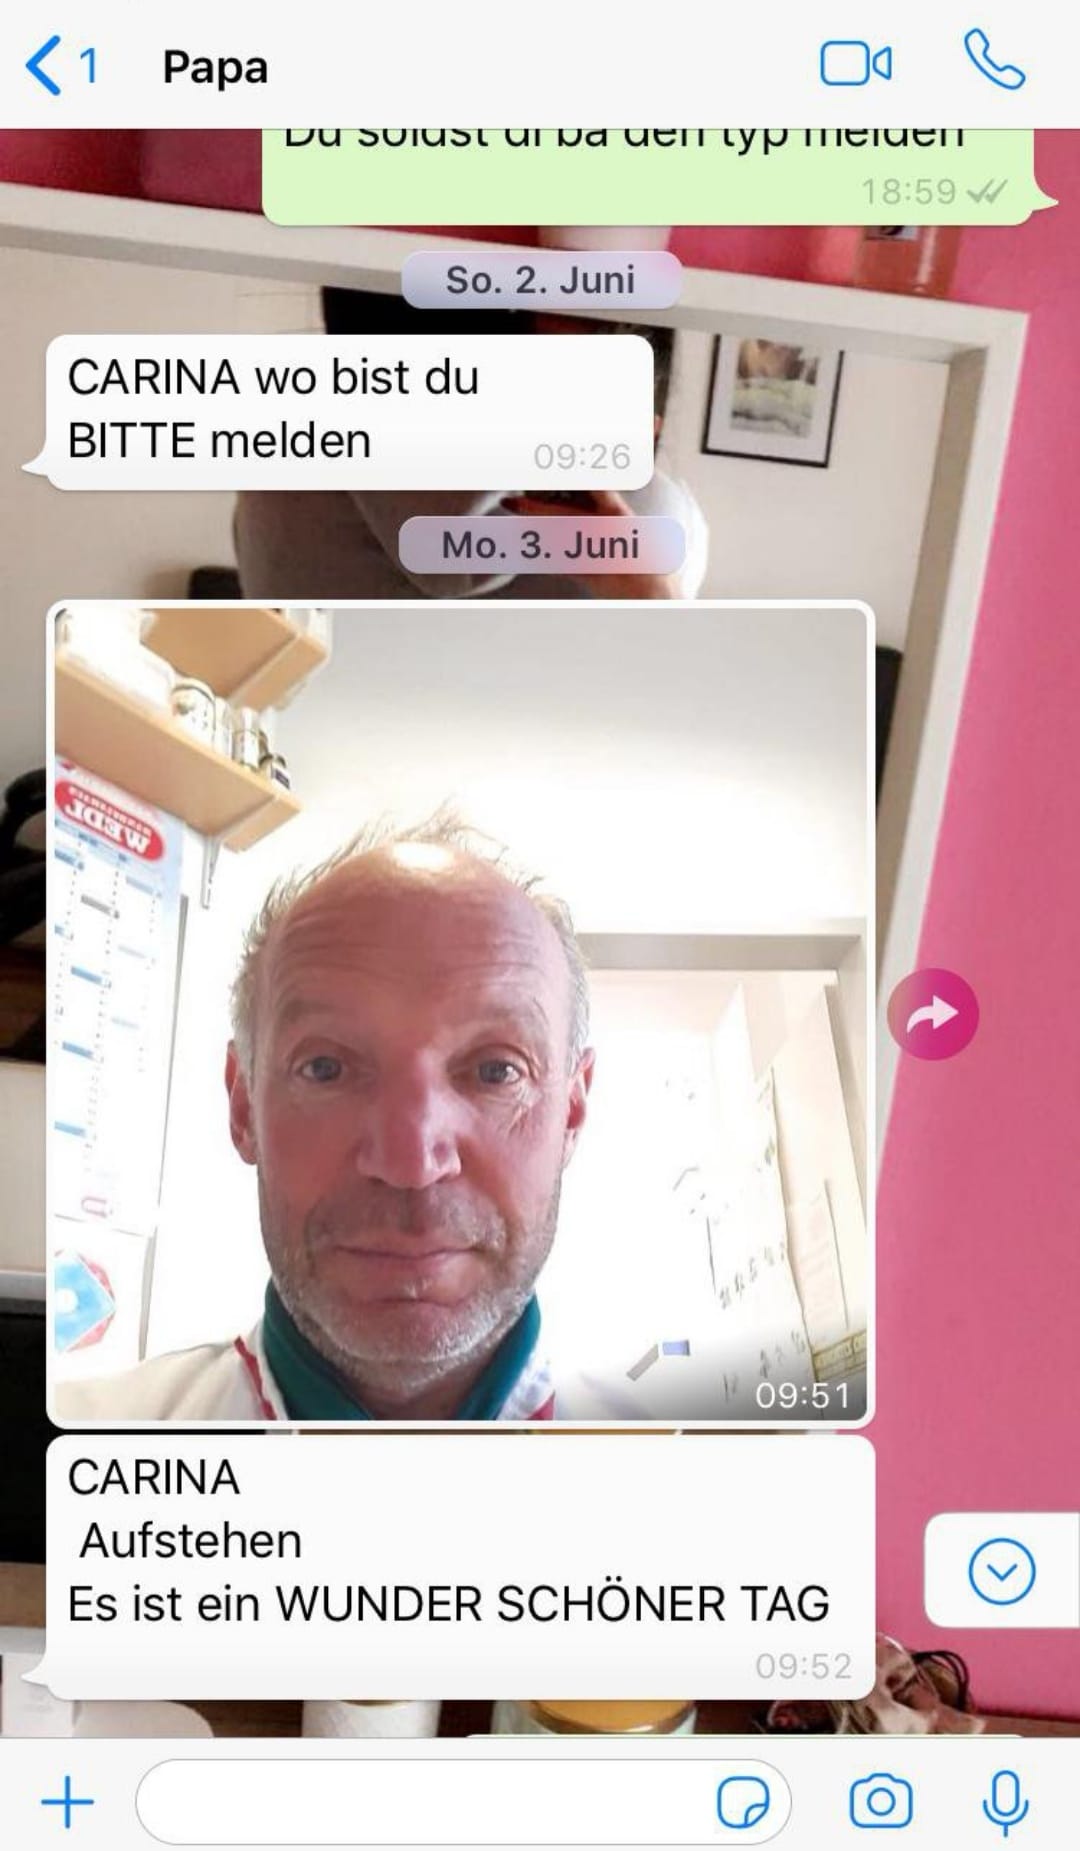 1 Papa
Du soldst di ba den typ melden
18:59
So. 2. Juni
CARINA wo bist du
BITTE melden
09:26
Mo. 3. Juni
WEDL
09:51
CARINA
Aufstehen
Es ist ein WUNDER SCHÖNER TAG
09:52